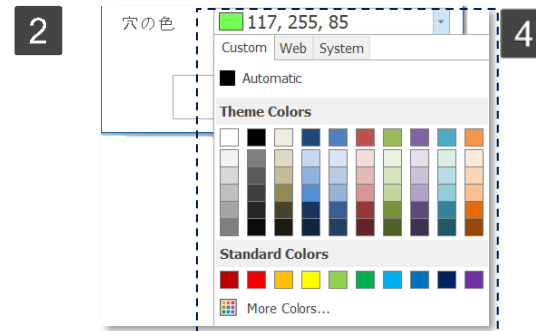 2
穴の色 117, 255, 85
4
Custom Web System
Automatic
Theme Colors
Standard Colors
More Colors...